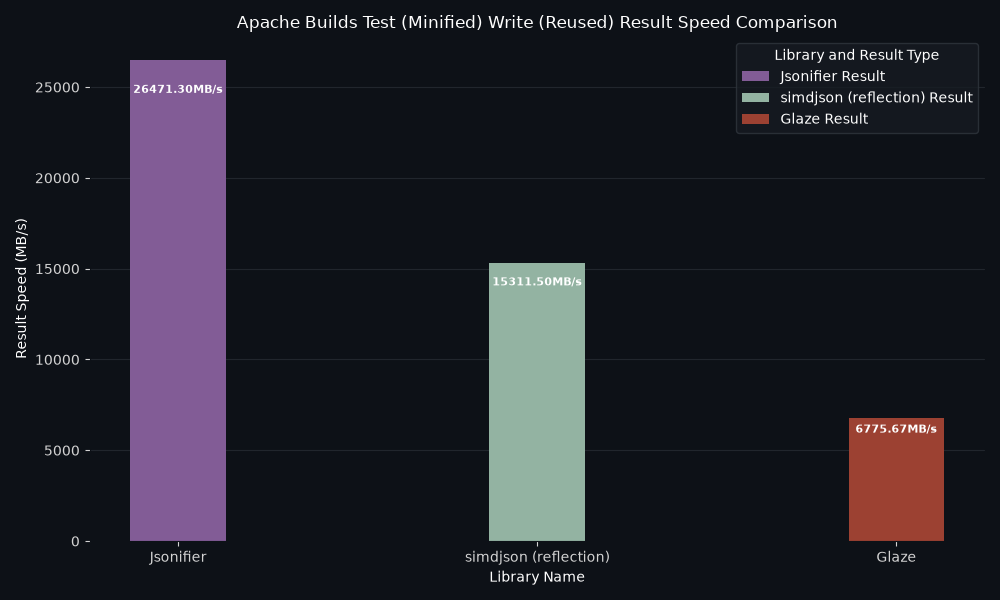 Apache Builds Test (Minified) Write (Reused) Result Speed Comparison
Library and Result Type
Jsonifier Result
simdjson (reflection) Result
Glaze Result
Result Speed (MB/s)
25000
20000
15000
10000
5000
0
26471.30MB/s
15311.50MB/s
6775.67MB/s
Jsonifier
simdjson (reflection)
Glaze
Library Name